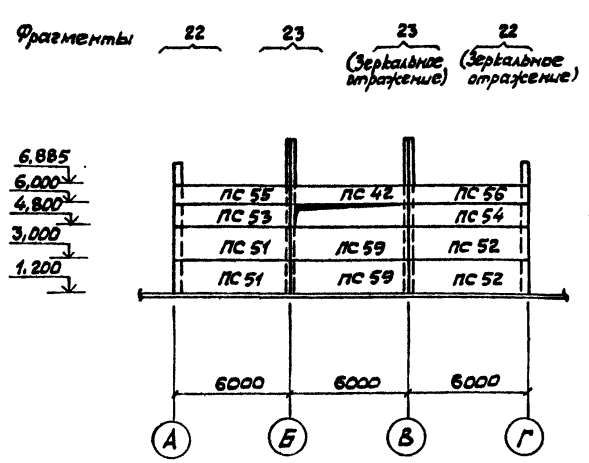 Фрагменты 22 23 23 22
(Зеркальное (Зеркальное
отражение) отражение)
6,885
6,000 ПС 55 ПС 42 ПС 56
4,800 ПС 53 ПС 54
3,000 ПС 51 ПС 59 ПС 52
1,200 ПС 51 ПС 59 ПС 52
6000 6000 6000
А Б В Г